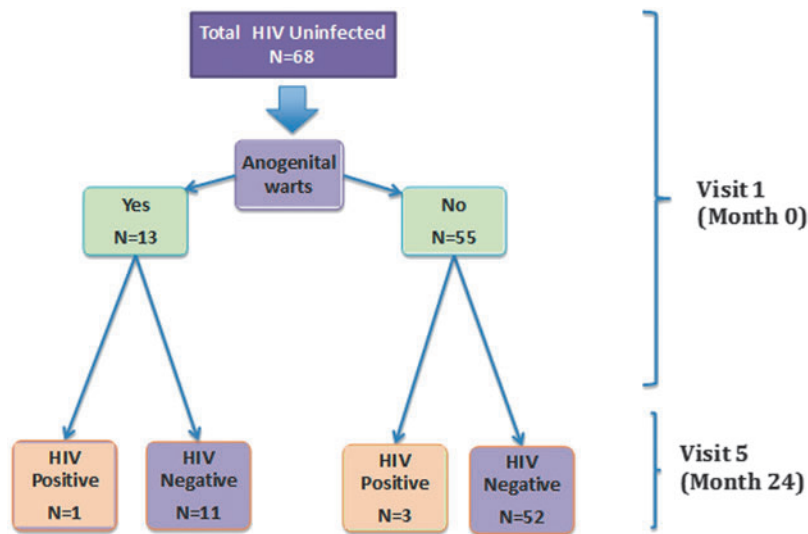 Total HIV Uninfected
N=68
Anogenital
warts
Yes
N=13
No
N=55
Visit 1
(Month 0)
HIV
Positive
N=1
HIV
Negative
N=11
HIV
Positive
N=3
HIV
Negative
N=52
Visit 5
(Month 24)